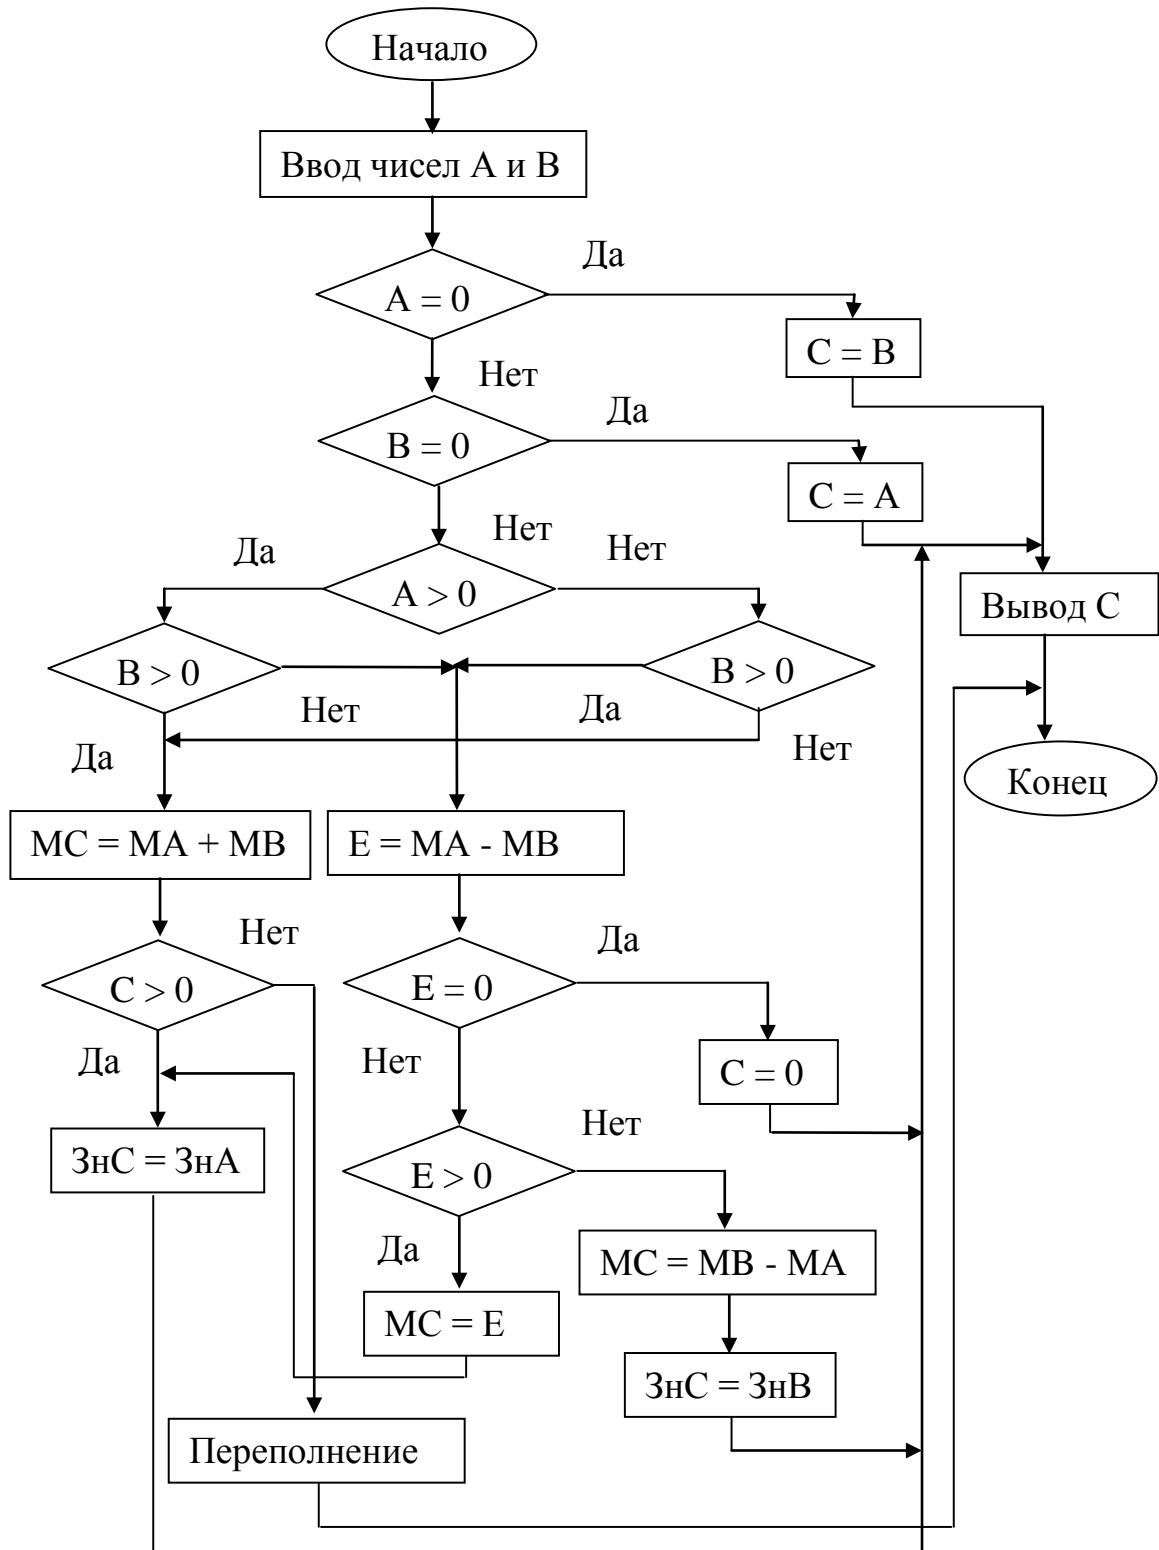 Начало
Ввод чисел А и В
Да
А = 0
С = В
Нет
Да
В = 0
С = А
Нет
Да
Нет
А > 0
Вывод С
В > 0
В > 0
Нет
Да
Да
Нет
Конец
МС = МА + МВ
Е = МА - МВ
Нет
Да
С > 0
Е = 0
Да
Нет
С = 0
Нет
ЗнС = ЗнА
Е > 0
Да
МС = МВ - МА
МС = Е
ЗнС = ЗнВ
Переполнение